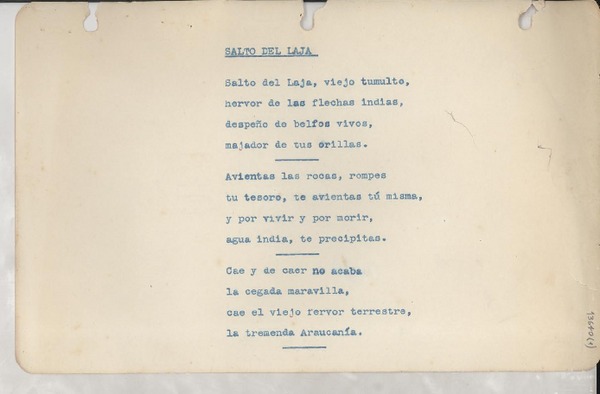 SALTO DEL LAJA
Salto del Laja, viejo tumulto,
hervor de las flechas indias,
despeño de belfos vivos,
majador de tus orillas.
Avientas las rocas, rompes
tu tesoro, te avientas tú misma,
y por vivir y por morir,
agua india, te precipitas.
Cae y de caer no acaba
la cegada maravilla,
cae el viejo fervor terrestre,
la tremenda Araucanía.